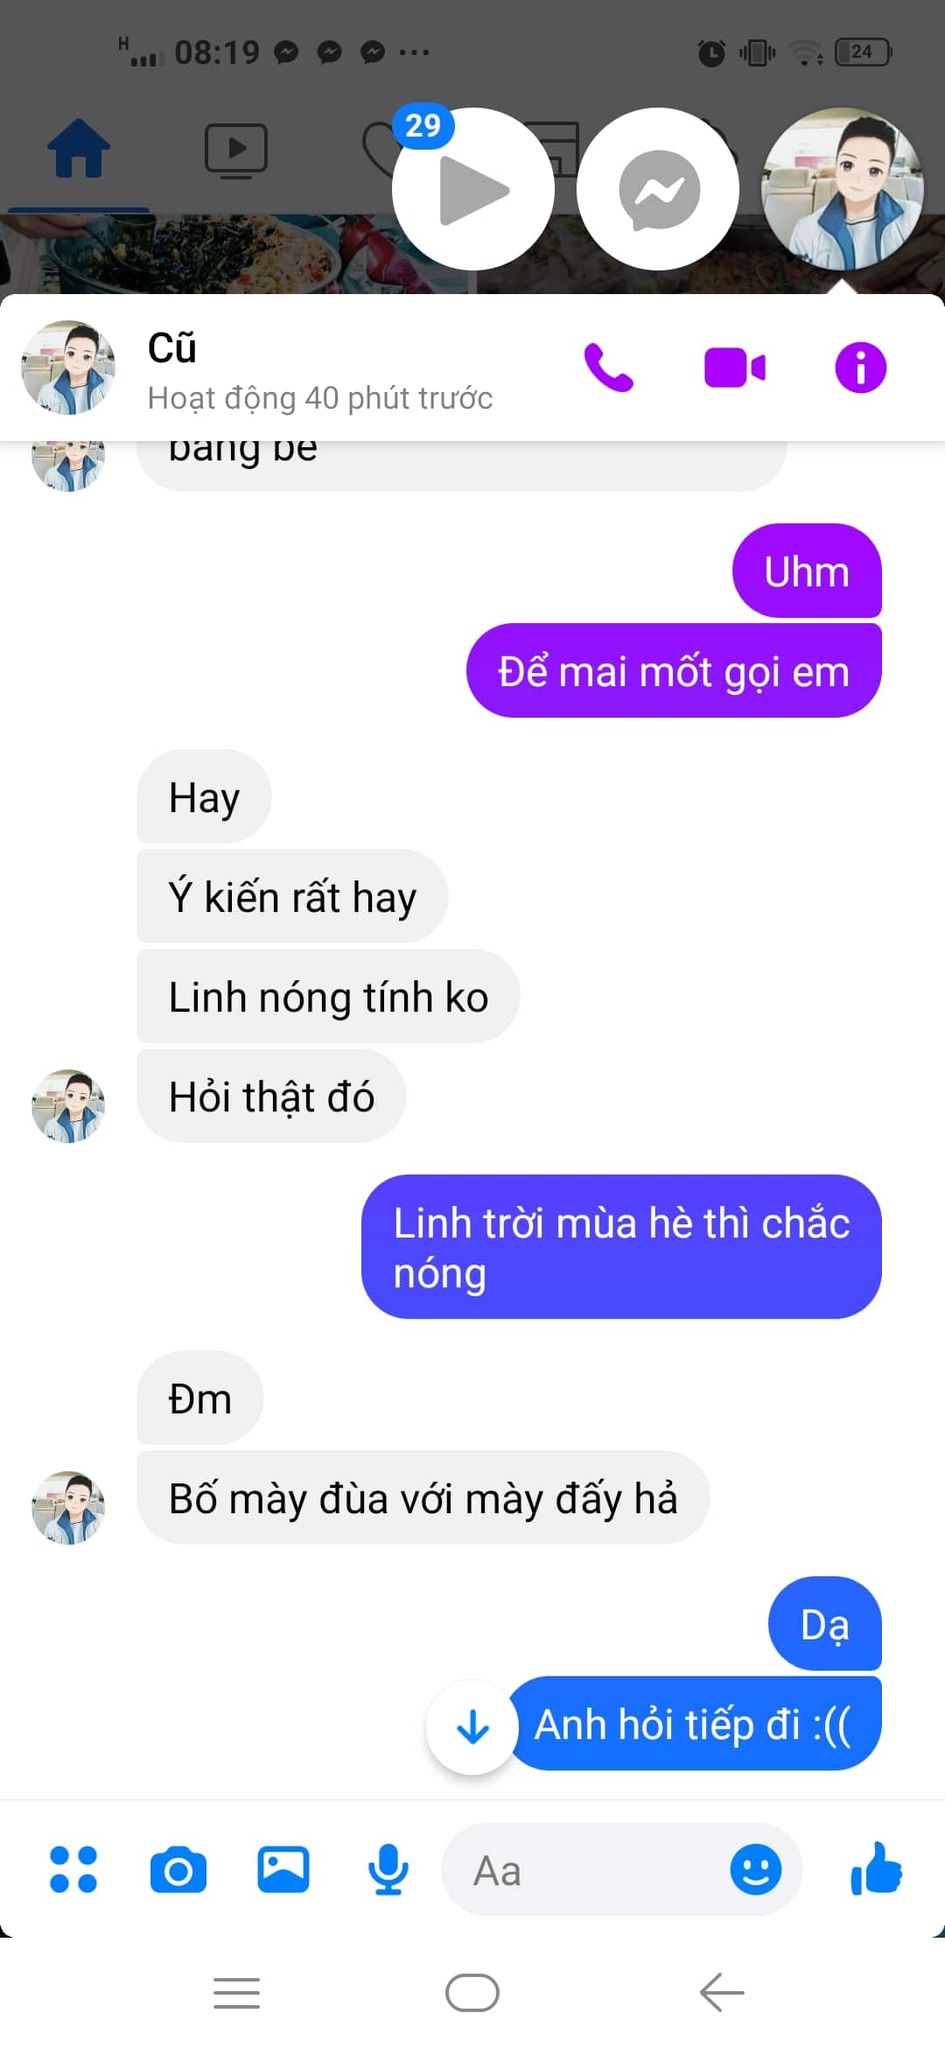 H
08:19
24
29
Cũ
Hoạt động 40 phút trước
bang be
Uhm
Để mai mốt gọi em
Hay
Ý kiến rất hay
Linh nóng tính ko
Hỏi thật đó
Linh trời mùa hè thì chắc
nóng
Đm
Bố mày đùa với mày đấy hả
Dạ
Anh hỏi tiếp đi :((
Aa